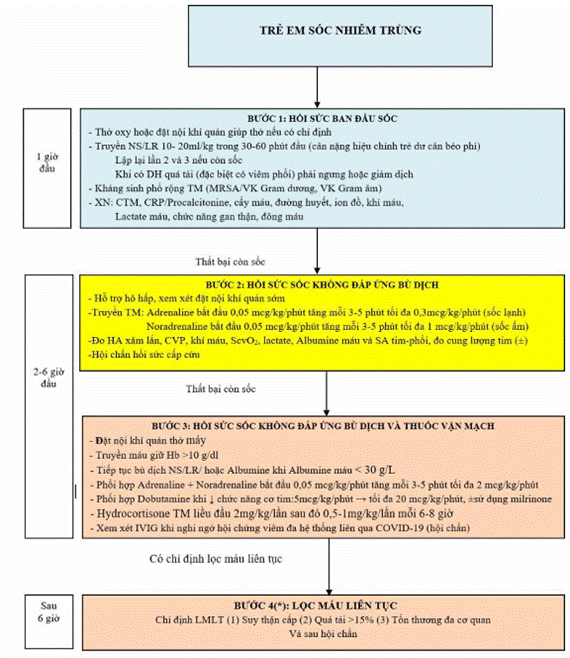 TRẺ EM SỐC NHIỄM TRÙNG
1 giờ
đầu
BƯỚC 1: HỒI SỨC BAN ĐẦU SỐC
- Thở oxy hoặc đặt nội khí quản giúp thở nếu có chỉ định
- Truyền NS/LR 10- 20ml/kg trong 30-60 phút đầu (cân nặng hiệu chỉnh trẻ dư cân béo phì)
Lập lại lần 2 và 3 nếu còn sốc
Khi có DH quá tải (đặc biệt có viêm phổi) phải ngưng hoặc giảm dịch
- Kháng sinh phổ rộng TM (MRSA/VK Gram dương, VK Gram âm)
- XN: CTM, CRP/Procalcitonine, cấy máu, đường huyết, ion đồ, khí máu,
Lactate máu, chức năng gan thận, đông máu
Thất bại còn sốc
2-6 giờ
đầu
BƯỚC 2: HỒI SỨC SỐC KHÔNG ĐÁP ỨNG BÙ DỊCH
- Hỗ trợ hô hấp, xem xét đặt nội khí quản sớm
-Truyền TM: Adrenaline bắt đầu 0,05 mcg/kg/phút tăng mỗi 3-5 phút tối đa 0,3mcg/kg/phút (sốc lạnh)
Noradrenaline bắt đầu 0,05 mcg/kg/phút tăng mỗi 3-5 phút tối đa 1 mcg/kg/phút (sốc ấm)
-Đo HA xâm lấn, CVP, khí máu, ScvO₂, lactate, Albumine máu và SA tim-phổi, đo cung lượng tim (±)
-Hội chẩn hồi sức cấp cứu
Thất bại còn sốc
BƯỚC 3: HỒI SỨC SỐC KHÔNG ĐÁP ỨNG BÙ DỊCH VÀ THUỐC VẬN MẠCH
- Đặt nội khí quản thở máy
- Truyền máu giữ Hb >10 g/dl
- Tiếp tục bù dịch NS/LR/ hoặc Albumine khi Albumine máu < 30 g/L
- Phối hợp Adrenaline + Noradrenaline bắt đầu 0,05 mcg/kg/phút tăng mỗi 3-5 phút tối đa 2 mcg/kg/phút
- Phối hợp Dobutamine khi ↓ chức năng cơ tim:5mcg/kg/phút → tối đa 20 mcg/kg/phút, ±sử dụng milrinone
- Hydrocortisone TM liều đầu 2mg/kg/lần sau đó 0,5-1mg/kg/lần mỗi 6-8 giờ
- Xem xét IVIG khi nghi ngờ hội chứng viêm đa hệ thống liên qua COVID-19 (hội chẩn)
Có chỉ định lọc máu liên tục
Sau
6 giờ
BƯỚC 4(*): LỌC MÁU LIÊN TỤC
Chỉ định LMLT (1) Suy thận cấp (2) Quá tải >15% (3) Tổn thương đa cơ quan
Và sau hội chẩn